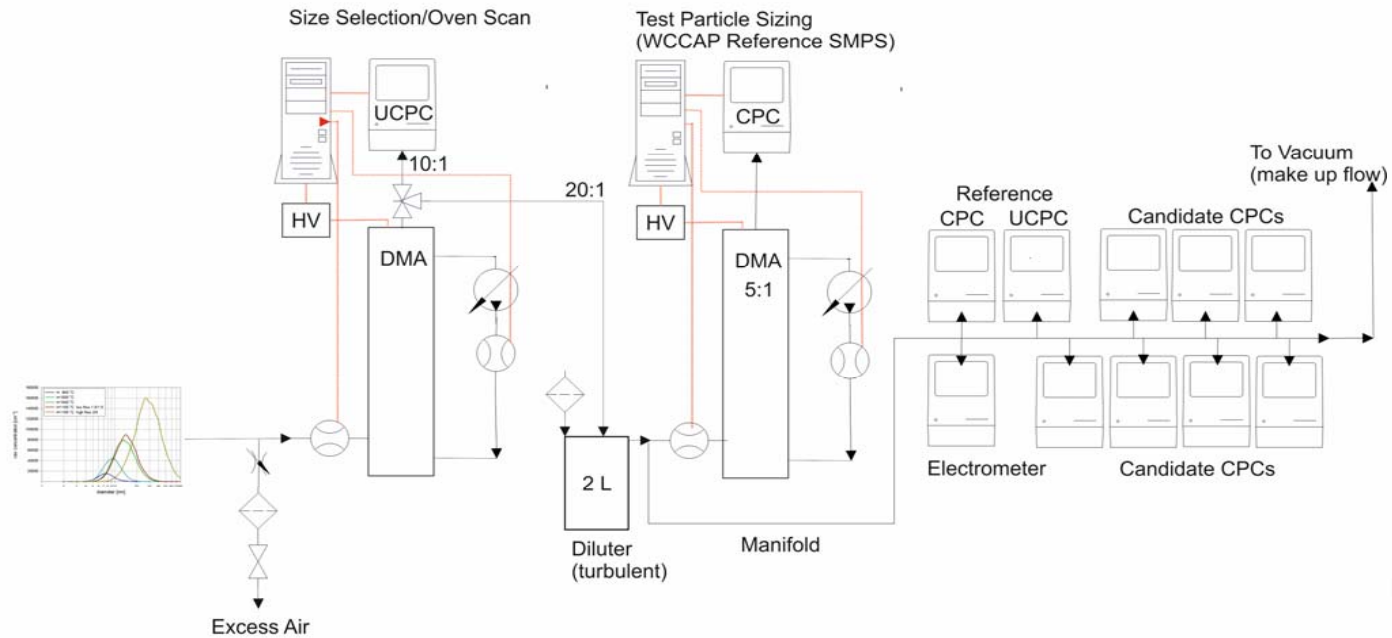 Size Selection/Oven Scan
Test Particle Sizing
(WCCAP Reference SMPS)
UCPC
CPC
10:1
20:1
HV
HV
DMA
DMA
5:1
To Vacuum
(make up flow)
Reference
CPC UCPC
Candidate CPCs
2 L
Electrometer
Candidate CPCs
Diluter
(turbulent)
Manifold
Excess Air